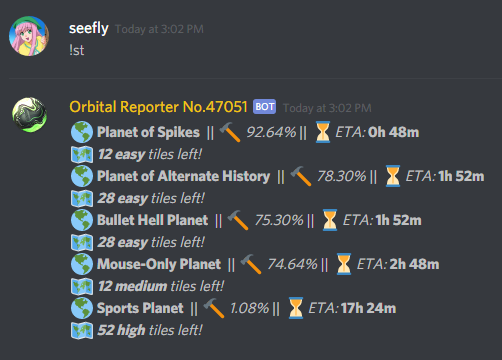 seefly Today at 3:02 PM
!st
Orbital Reporter No.47051 BOT Today at 3:02 PM
Planet of Spikes || 92.64% || ETA: 0h 48m
12 easy tiles left!
Planet of Alternate History || 78.30% || ETA: 1h 52m
28 easy tiles left!
Bullet Hell Planet || 75.30% || ETA: 1h 52m
28 easy tiles left!
Mouse-Only Planet || 74.64% || ETA: 2h 48m
12 medium tiles left!
Sports Planet || 1.08% || ETA: 17h 24m
52 high tiles left!